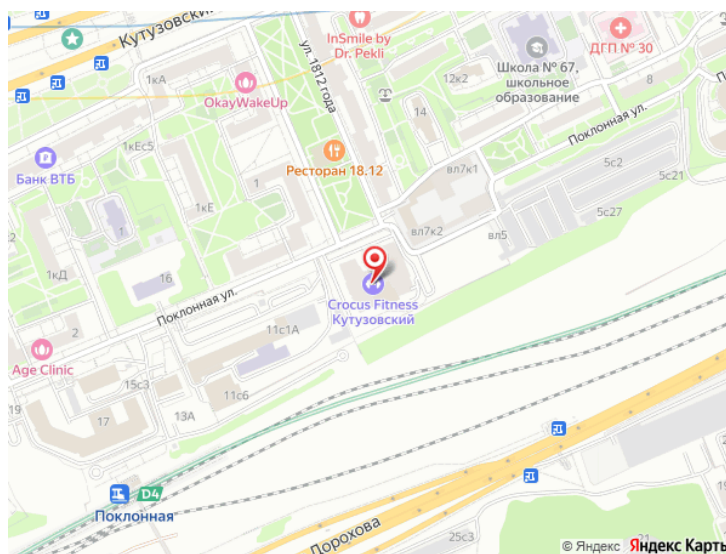 Кутузовский
InSmile by
Dr. Pekli
ДГП № 30
Школа № 67,
школьное
образование
1кА
OkayWakeUp
ул. 1812 года
12к2
14
8
Поклонная ул.
1кЕс5
Банк ВТБ
Ресторан 18.12
1
1кЕ
вл7к1
5с2
5с21
5с27
вл7к2
вл5
1
1кД
16
Поклонная ул.
Crocus Fitness
Кутузовский
11с1А
2
Age Clinic
15с3
11с6
19
13А
17
D4
Поклонная
Дорохова
25с3
21
© Яндекс Яндекс Карты